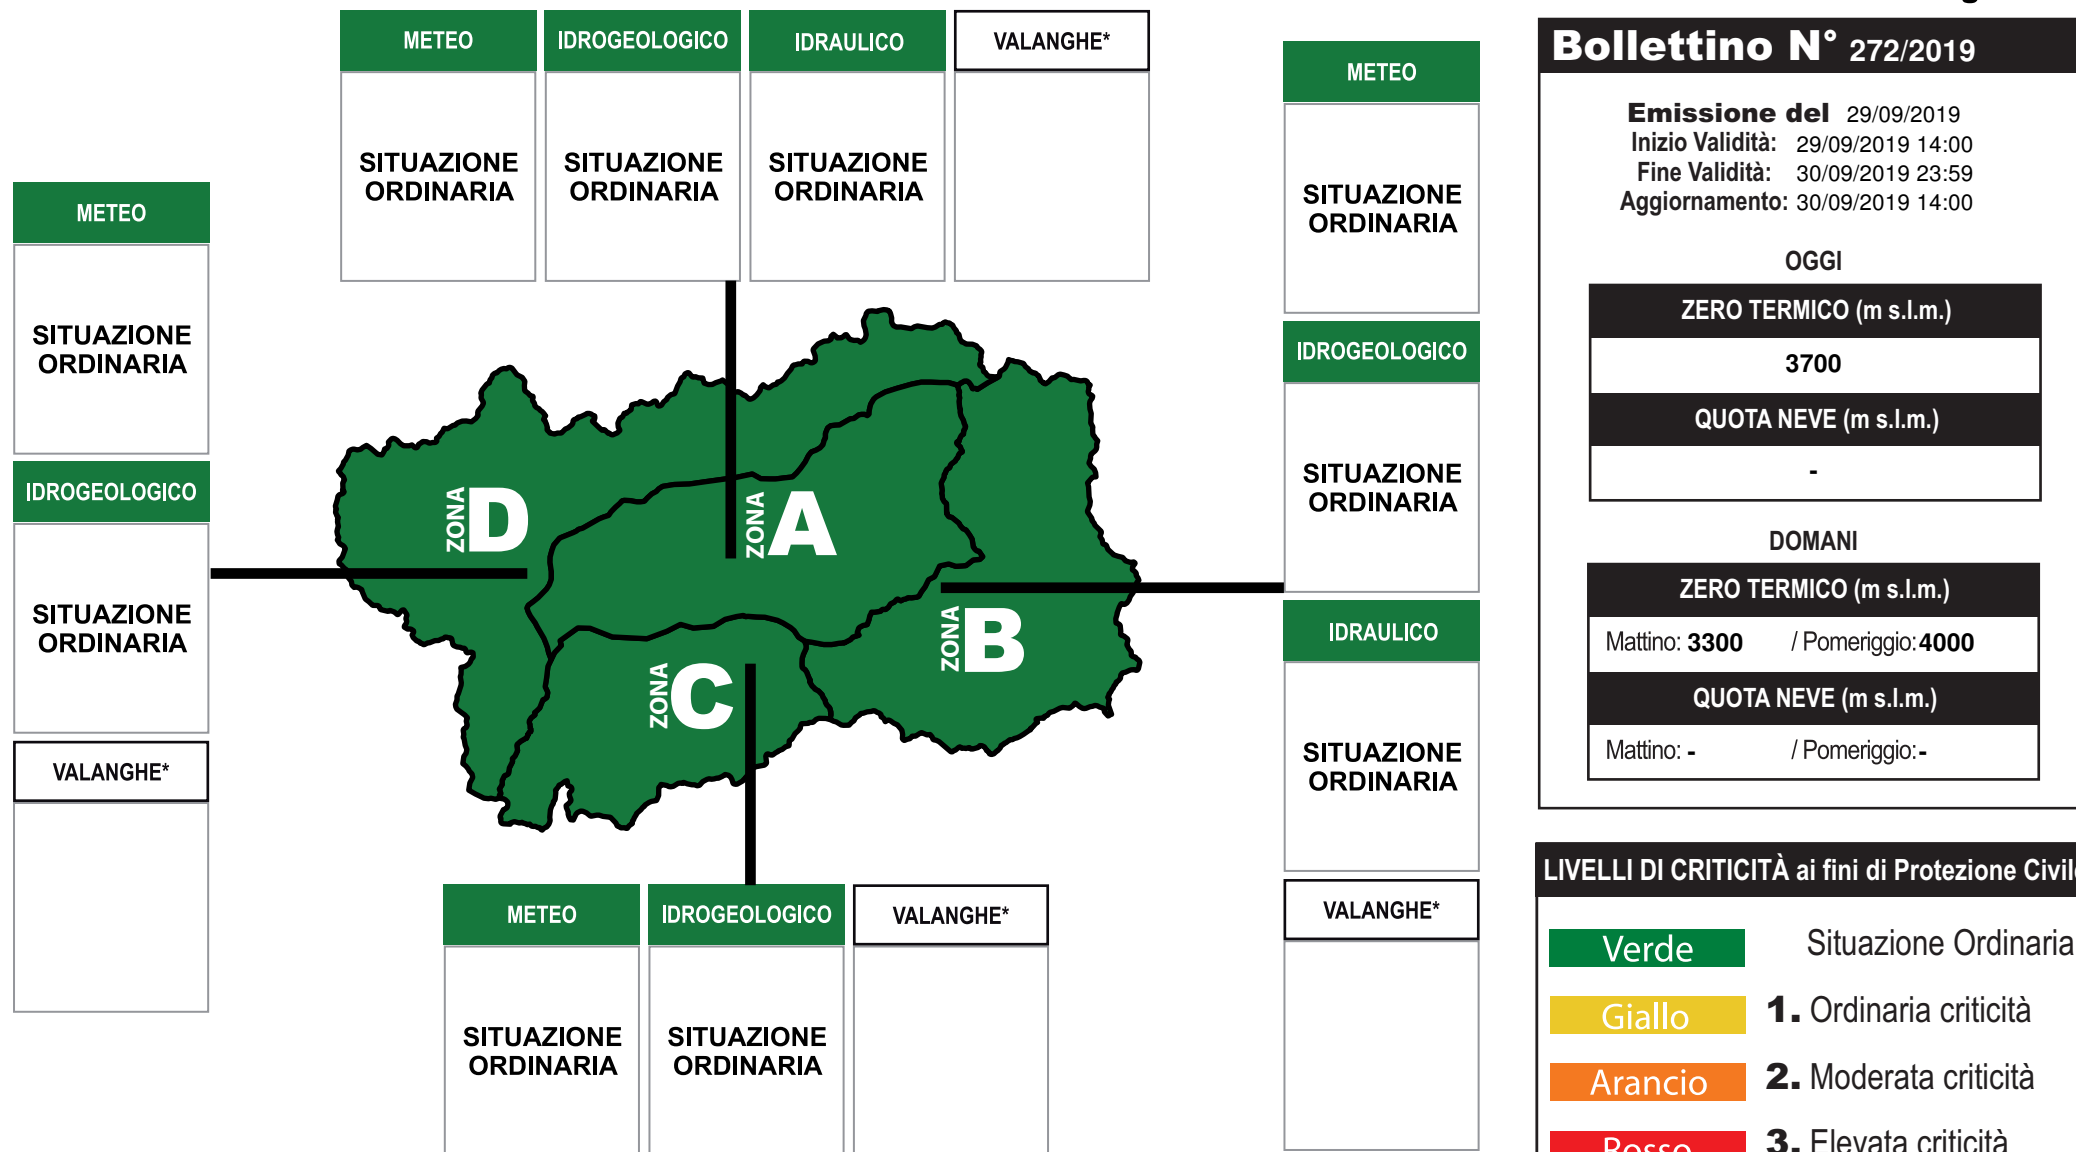 METEO IDROGEOLOGICO IDRAULICO VALANGHE*
SITUAZIONE ORDINARIA
SITUAZIONE ORDINARIA
SITUAZIONE ORDINARIA
METEO
SITUAZIONE
ORDINARIA
IDROGEOLOGICO
SITUAZIONE
ORDINARIA
VALANGHE*
ZONA D
ZONA A
ZONA B
ZONA C
METEO
SITUAZIONE
ORDINARIA
IDROGEOLOGICO
SITUAZIONE
ORDINARIA
IDRAULICO
SITUAZIONE
ORDINARIA
VALANGHE*
METEO IDROGEOLOGICO VALANGHE*
SITUAZIONE ORDINARIA
SITUAZIONE ORDINARIA
Bollettino N° 272/2019
Emissione del 29/09/2019
Inizio Validità: 29/09/2019 14:00
Fine Validità: 30/09/2019 23:59
Aggiornamento: 30/09/2019 14:00
OGGI
ZERO TERMICO (m s.l.m.)
3700
QUOTA NEVE (m s.l.m.)
-
DOMANI
ZERO TERMICO (m s.l.m.)
Mattino: 3300 / Pomeriggio: 4000
QUOTA NEVE (m s.l.m.)
Mattino: - / Pomeriggio: -
LIVELLI DI CRITICITÀ ai fini di Protezione Civile
Verde Situazione Ordinaria
Giallo 1. Ordinaria criticità
Arancio 2. Moderata criticità
Rosso 3. Elevata criticità